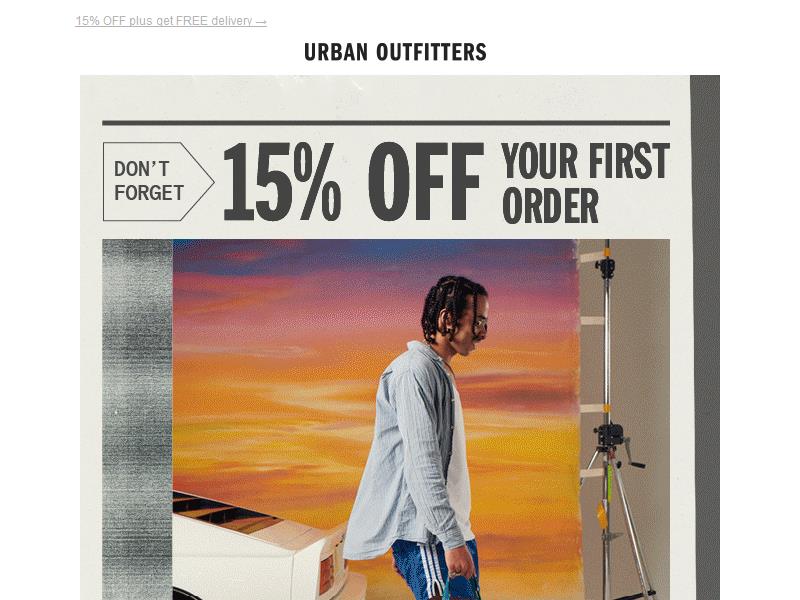 15% OFF plus get FREE delivery →
URBAN OUTFITTERS
DON'T
FORGET
15% OFF
YOUR FIRST
ORDER